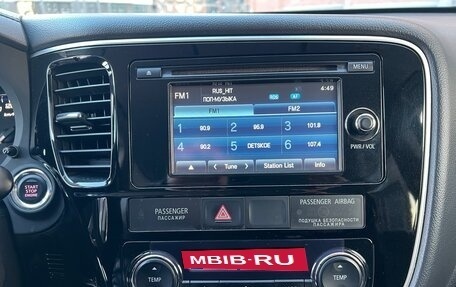 MENU
FM1
RUS_HIT
ПОП-МУЗЫКА
RDS AF
4:49
FM1 FM2
1 90.9 2 95.9 3 101.8
4 90.2 5 DETSKOE 6 107.4
Tune Station List Info
PWR/VOL
START
STOP
ENGINE
PASSENGER
ПАССАЖИР
PASSENGER AIRBAG
ПОДУШКА БЕЗОПАСНОСТИ
ПАССАЖИРА
MBIB-RU
TEMP TEMP